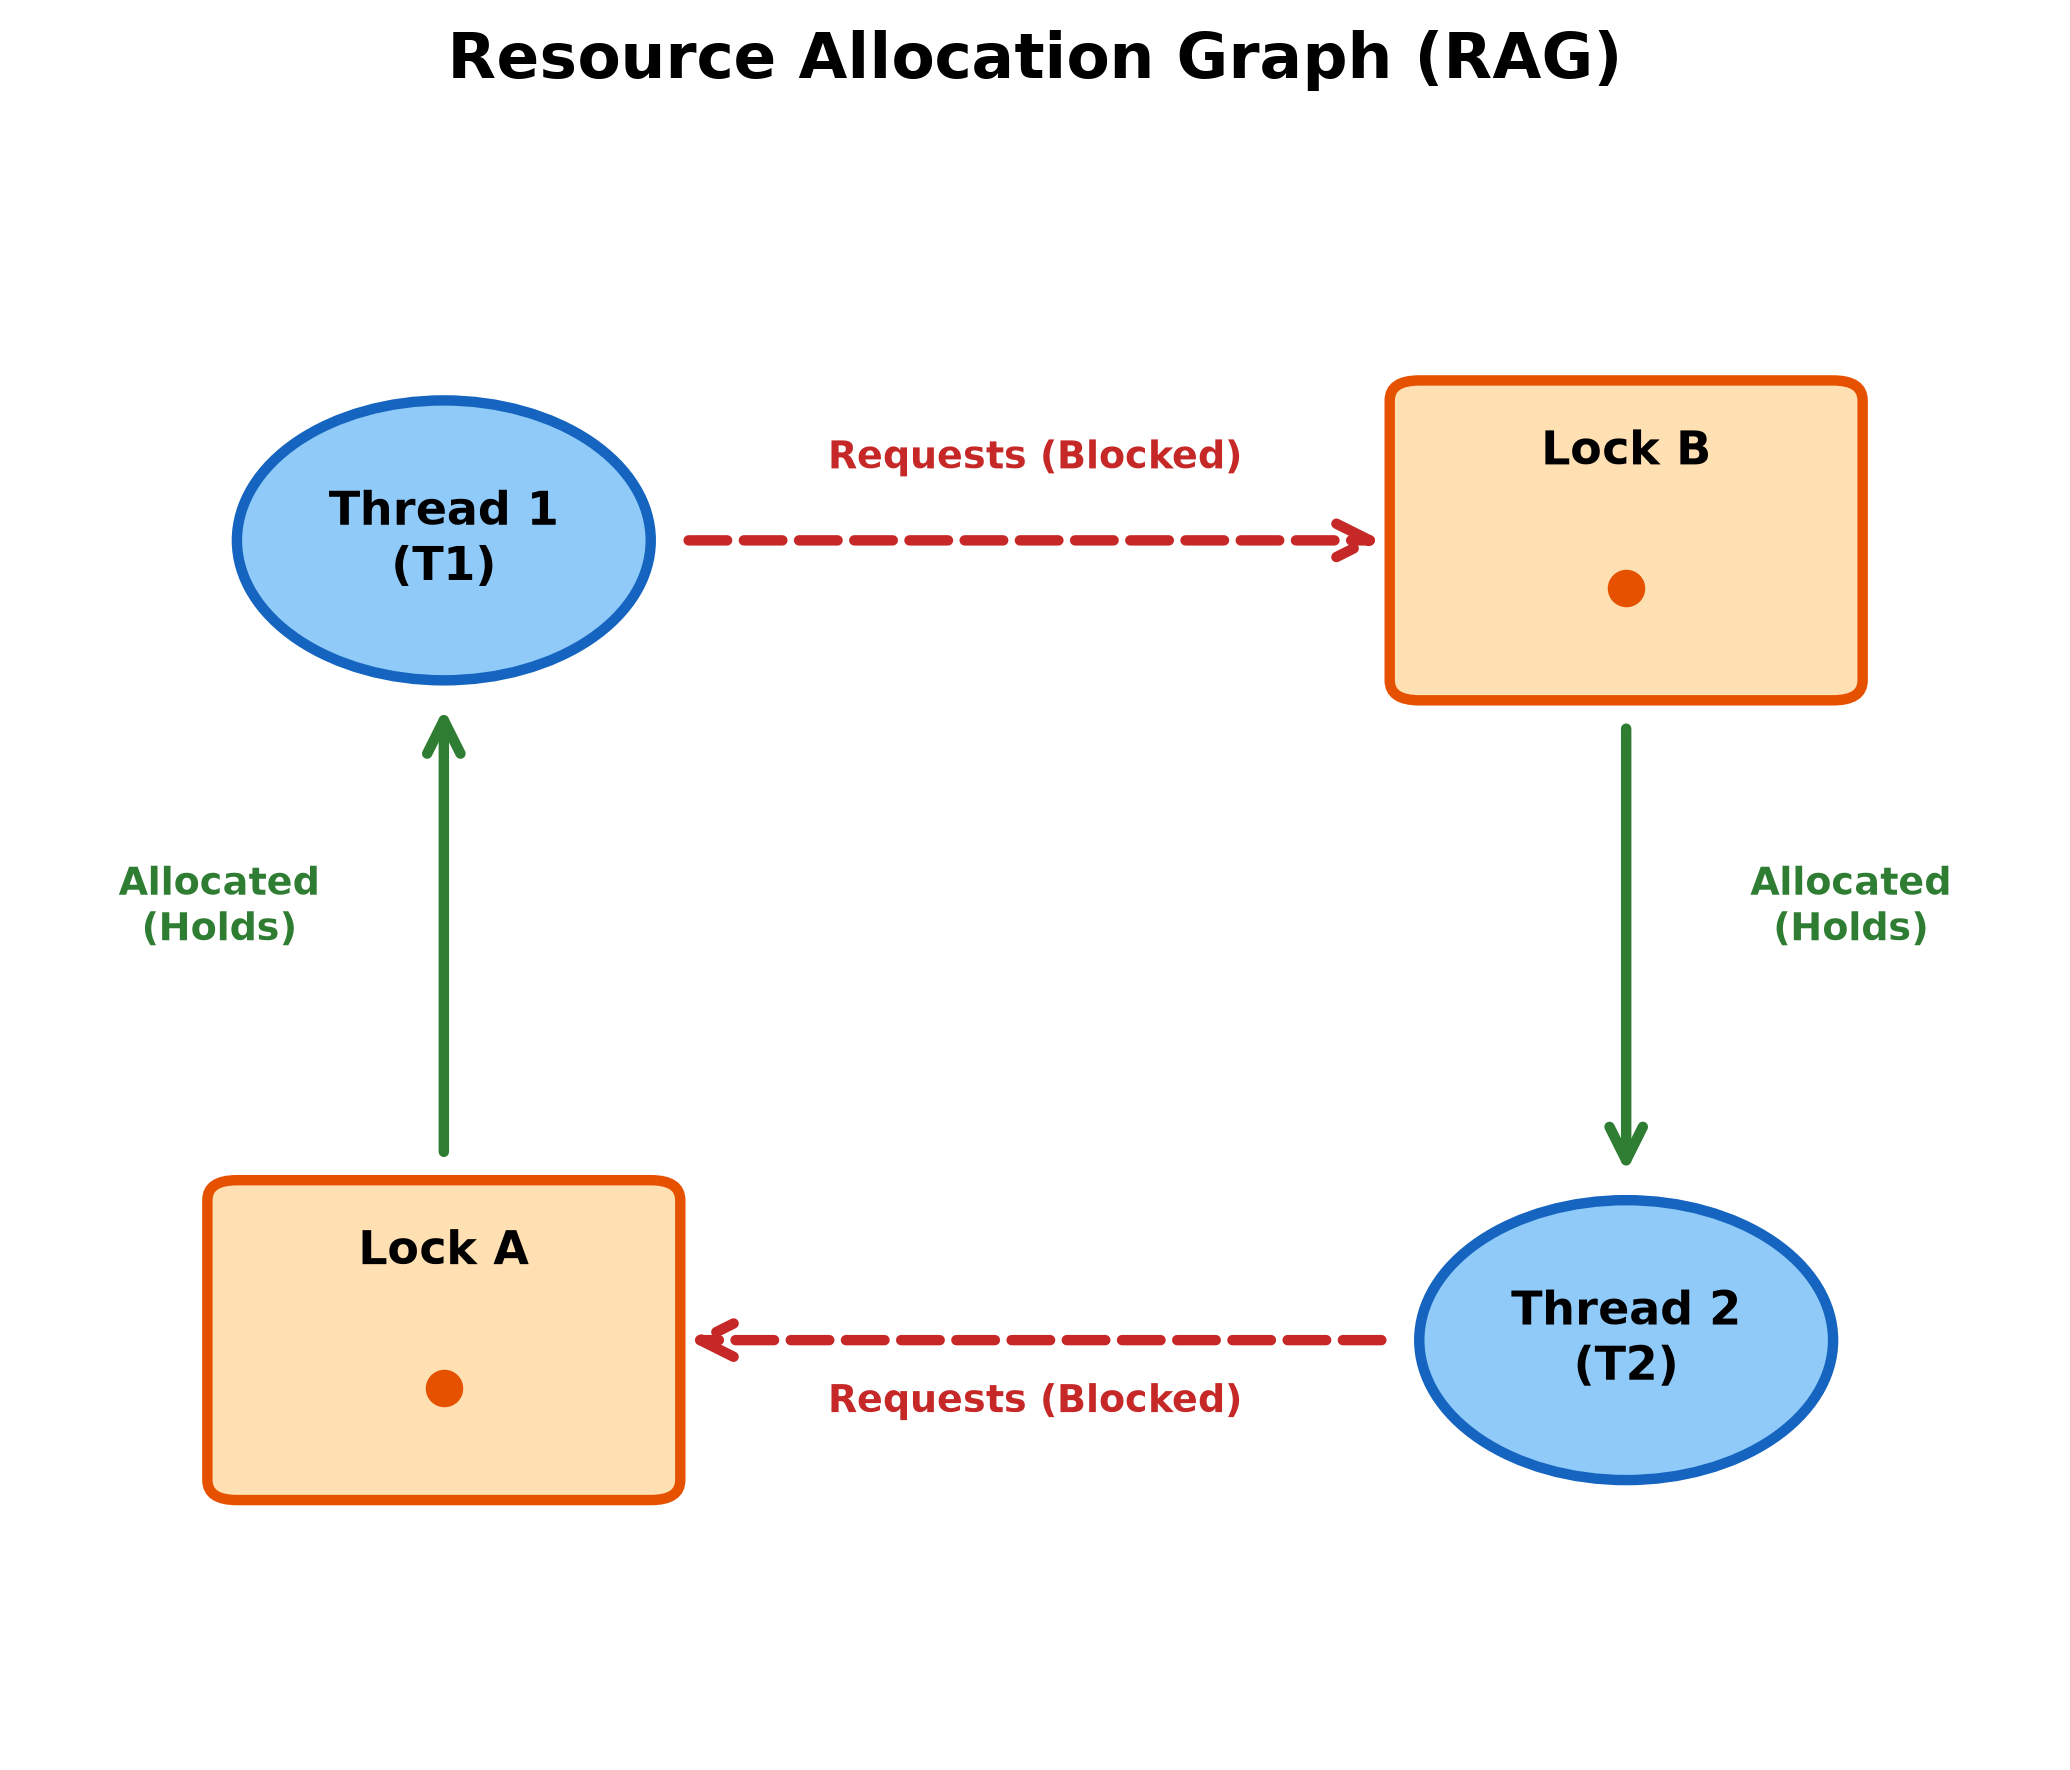 Resource Allocation Graph (RAG)
Thread 1
(T1)
Requests (Blocked)
Lock B
Allocated
(Holds)
Allocated
(Holds)
Lock A
Requests (Blocked)
Thread 2
(T2)